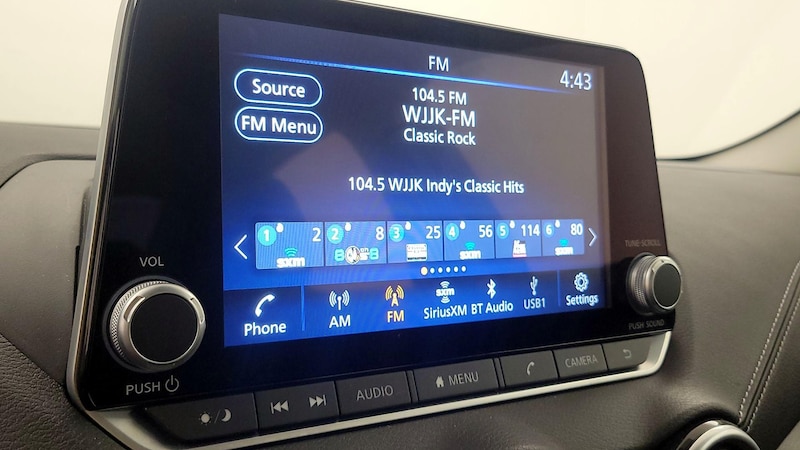 FM
4:43
Source
FM Menu
104.5 FM
WJJK-FM
Classic Rock
104.5 WJJK Indy's Classic Hits
1 2 2 8 3 25 4 56 5 114 6 80
sxm
Phone AM FM SiriusXM BT Audio USB1 Settings
sxm
VOL
PUSH
TUNE•SCROLL
PUSH SOUND
AUDIO MENU CAMERA